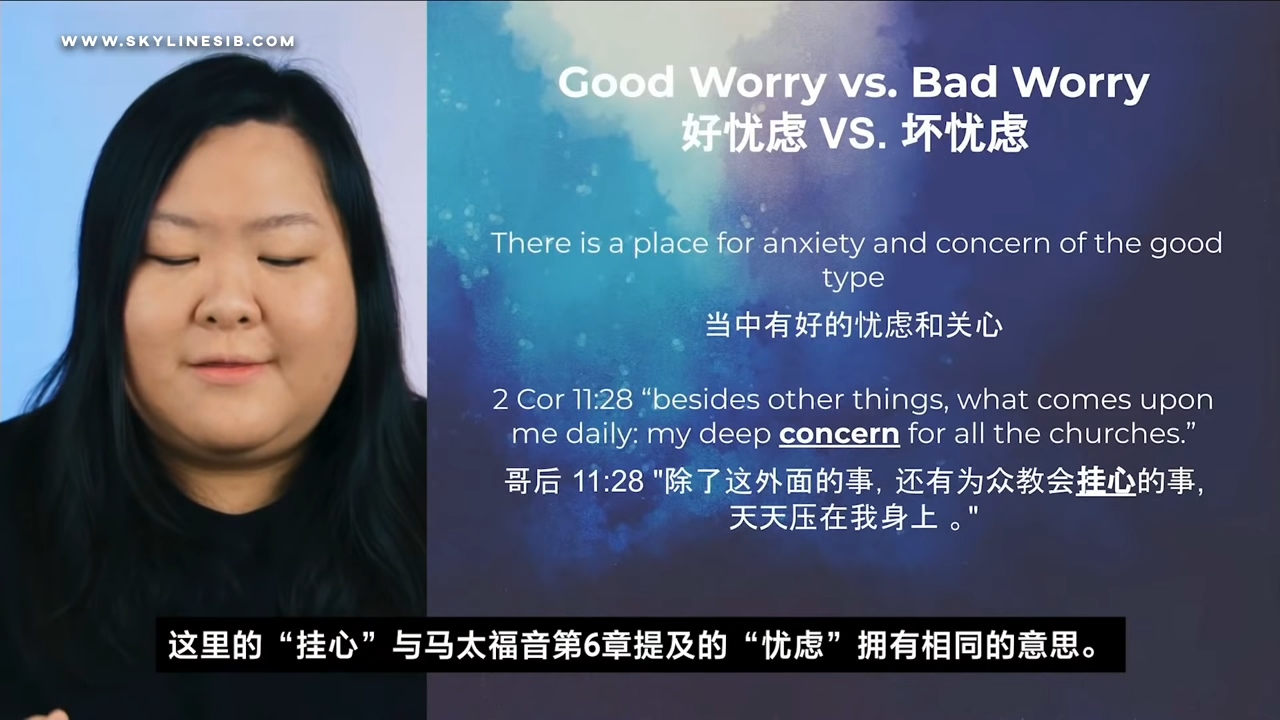 WWW.SKYLINESIB.COM
Good Worry vs. Bad Worry
好忧虑 VS. 坏忧虑
There is a place for anxiety and concern of the good
type
当中有好的忧虑和关心
2 Cor 11:28 “besides other things, what comes upon
me daily: my deep concern for all the churches.”
哥后 11:28 "除了这外面的事, 还有为众教会挂心的事,
天天压在我身上 。"
这里的“挂心”与马太福音第6章提及的“忧虑”拥有相同的意思。